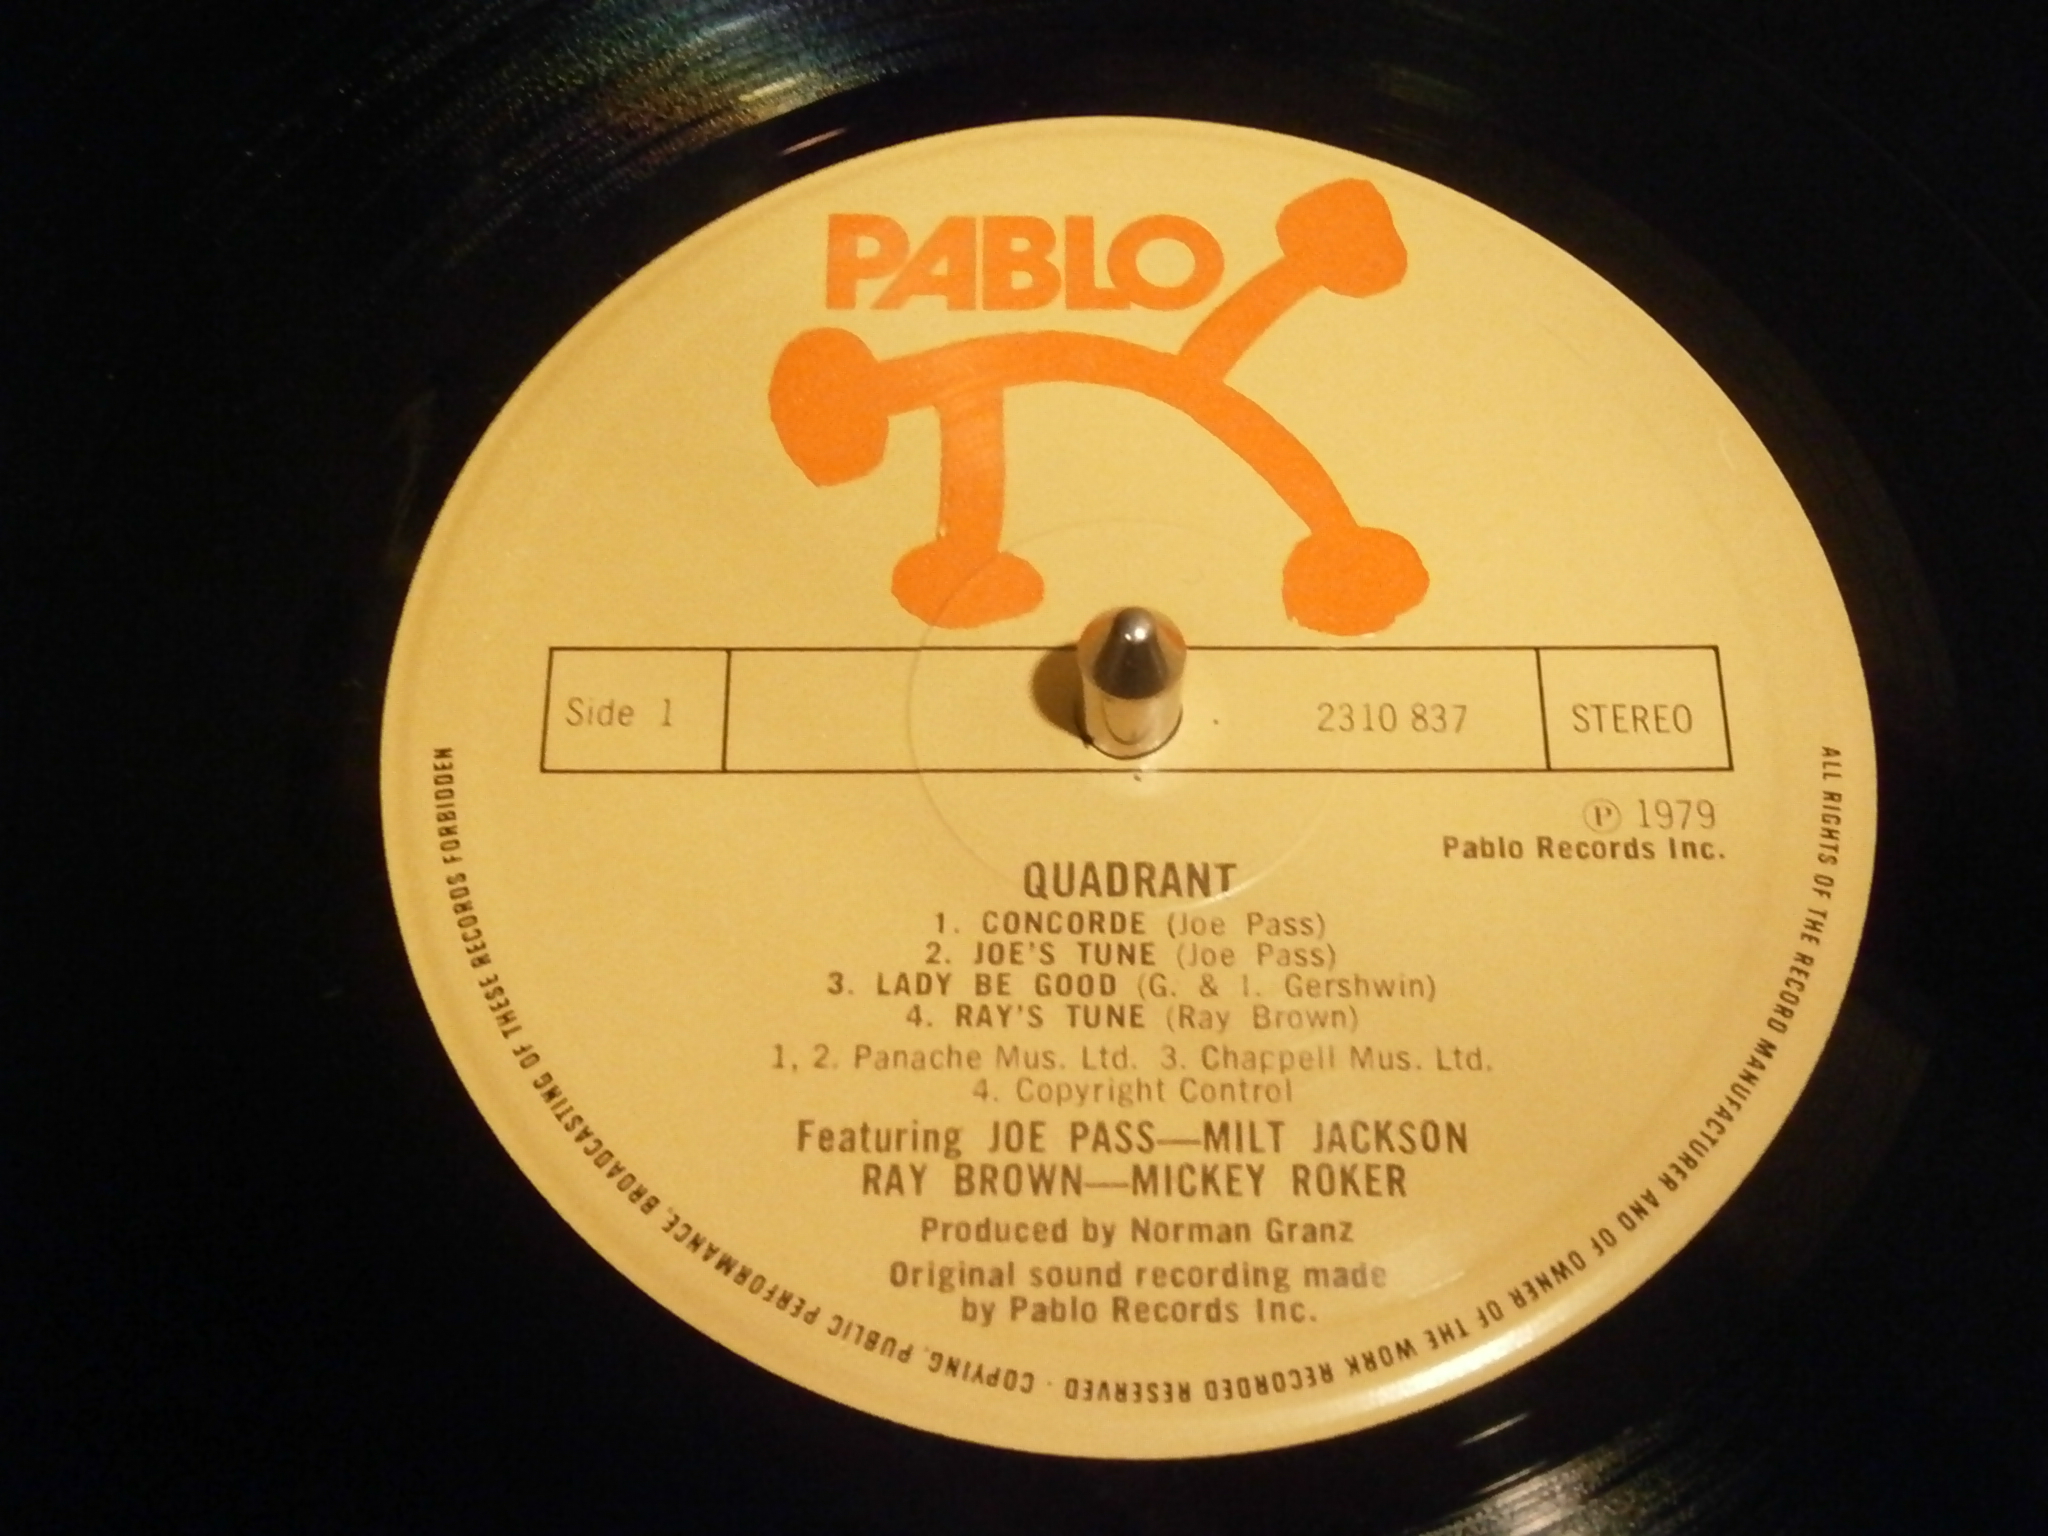 PABLO
Side 1
2310 837
STEREO
Ⓟ 1979
Pablo Records Inc.
QUADRANT
1. CONCORDE (Joe Pass)
2. JOE'S TUNE (Joe Pass)
3. LADY BE GOOD (G. & I. Gershwin)
4. RAY'S TUNE (Ray Brown)
1, 2. Panache Mus. Ltd. 3. Chappell Mus. Ltd.
4. Copyright Control
Featuring JOE PASS—MILT JACKSON
RAY BROWN—MICKEY ROKER
Produced by Norman Granz
Original sound recording made
by Pablo Records Inc.
ALL RIGHTS OF THE RECORD MANUFACTURER AND OF OWNER OF THE WORK RECORDED RESERVED · COPYING, PUBLIC PERFORMANCE, BROADCASTING OF THESE RECORDS FORBIDDEN